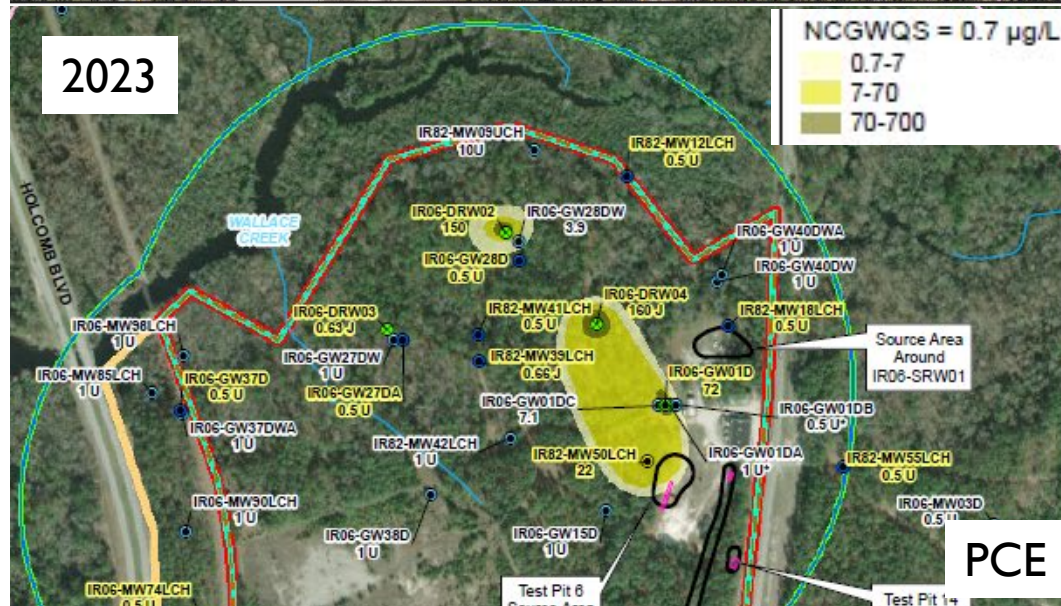 NCGWQS = 0.7 µg/L
0.7-7
7-70
70-700
2023
IR82-MW09UCH
10U
IR82-MW12LCH
0.5 U
HOLCOMB BLVD
WALLACE
CREEK
IR06-DRW02
150
IR06-GW28DW
3.9
IR06-GW28D
0.5 U
IR06-GW40DWA
1 U
IR06-GW40DW
1 U
IR06-DRW03
0.63 J
IR82-MW41LCH
0.5 U
IR06-DRW04
160 J
IR82-MW18LCH
0.5 U
IR06-MW98LCH
1 U
IR06-GW27DW
1 U
IR82-MW39LCH
0.66 J
Source Area
Around
IR06-SRW01
IR06-MW85LCH
1 U
IR06-GW37D
0.5 U
IR06-GW27DA
0.5 U
IR06-GW01D
72
IR06-GW01DC
7.1
IR06-GW01DB
0.5 U*
IR06-GW37DWA
1 U
IR82-MW42LCH
1 U
IR82-MW50LCH
22
IR06-GW01DA
1 U*
IR82-MW55LCH
0.5 U
IR06-MW90LCH
1 U
IR06-GW38D
1 U
IR06-GW15D
1 U
IR06-MW03D
0.5 U
PCE
IR06-MW74LCH
0.5 U
Test Pit 6
Source Area
Test Pit 14